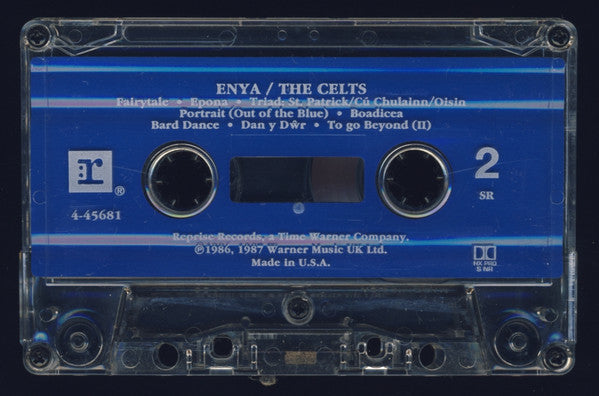 ENYA / THE CELTS
Fairytale • Epona • Triad: St. Patrick/Cú Chulainn/Oisin
Portrait (Out of the Blue) • Boadicea
Bard Dance • Dan y Dŵr • To go Beyond (II)
r ®
2
SR
4-45681
Reprise Records, a Time Warner Company.
℗1986, 1987 Warner Music UK Ltd.
Made in U.S.A.
HX PRO
S NR